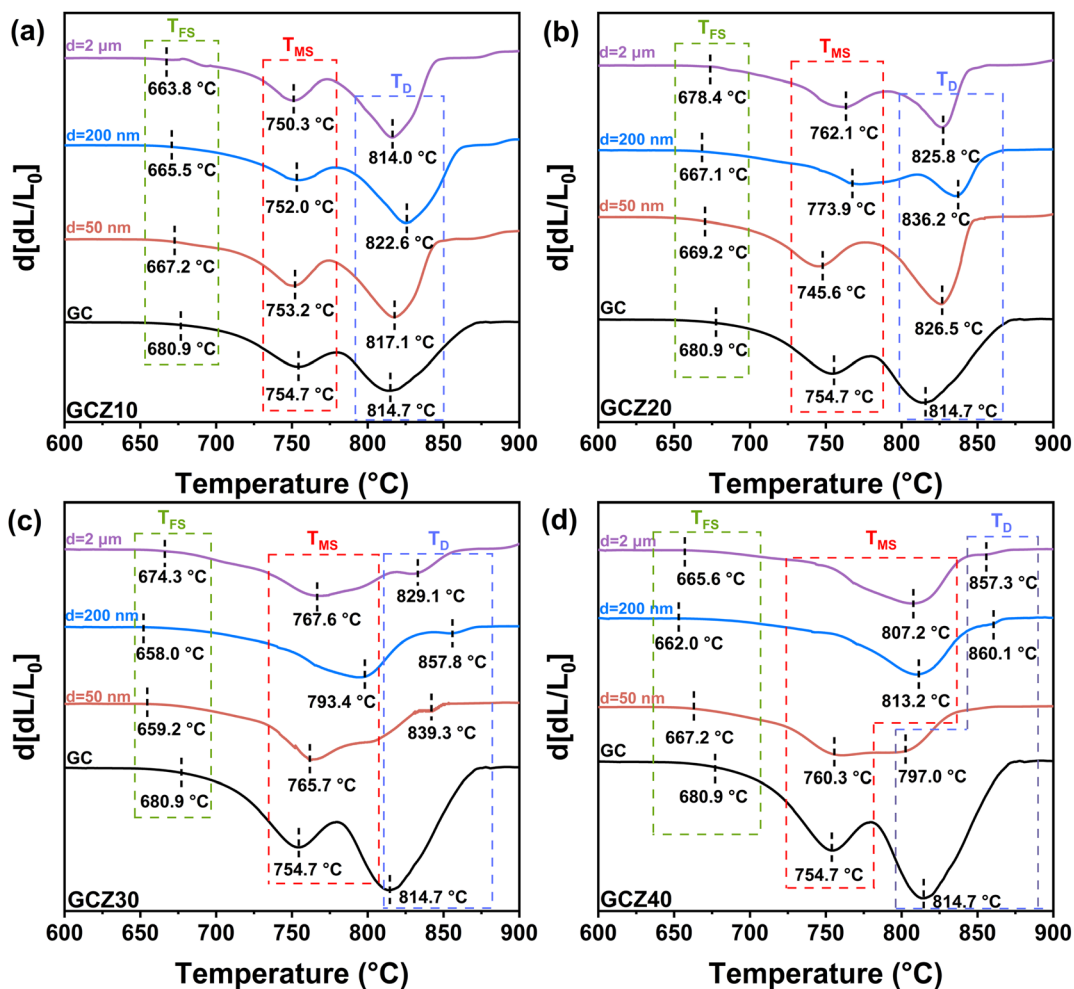 (a)
T_FS
T_MS
T_D
d=2 μm
663.8 °C
750.3 °C
814.0 °C
d=200 nm
665.5 °C
752.0 °C
822.6 °C
d=50 nm
667.2 °C
753.2 °C
817.1 °C
GC
680.9 °C
754.7 °C
814.7 °C
GCZ10
d[dL/L₀]
600 650 700 750 800 850 900
Temperature (°C)
(b)
T_FS
T_MS
T_D
d=2 μm
678.4 °C
762.1 °C
825.8 °C
d=200 nm
667.1 °C
773.9 °C
836.2 °C
d=50 nm
669.2 °C
745.6 °C
826.5 °C
GC
680.9 °C
754.7 °C
814.7 °C
GCZ20
d[dL/L₀]
600 650 700 750 800 850 900
Temperature (°C)
(c)
T_FS
T_MS
T_D
d=2 μm
674.3 °C
767.6 °C
829.1 °C
d=200 nm
658.0 °C
793.4 °C
857.8 °C
d=50 nm
659.2 °C
765.7 °C
839.3 °C
GC
680.9 °C
754.7 °C
814.7 °C
GCZ30
d[dL/L₀]
600 650 700 750 800 850 900
Temperature (°C)
(d)
T_FS
T_MS
T_D
d=2 μm
665.6 °C
807.2 °C
857.3 °C
d=200 nm
662.0 °C
813.2 °C
860.1 °C
d=50 nm
667.2 °C
760.3 °C
797.0 °C
GC
680.9 °C
754.7 °C
814.7 °C
GCZ40
d[dL/L₀]
600 650 700 750 800 850 900
Temperature (°C)